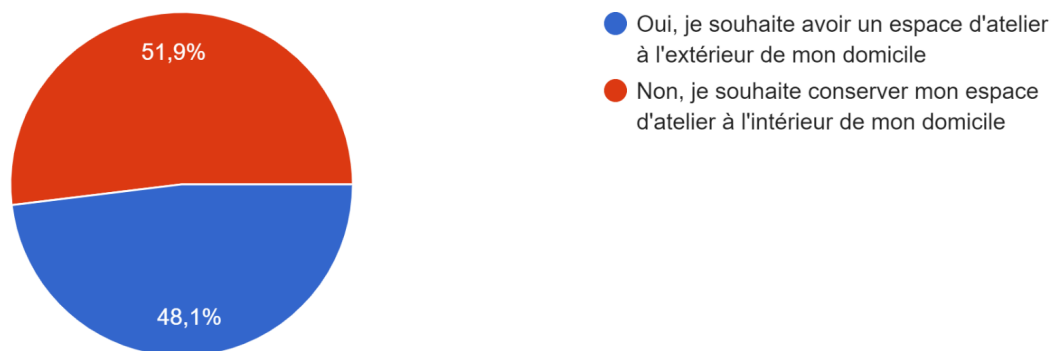 51,9%
48,1%
Oui, je souhaite avoir un espace d'atelier
à l'extérieur de mon domicile
Non, je souhaite conserver mon espace
d'atelier à l'intérieur de mon domicile